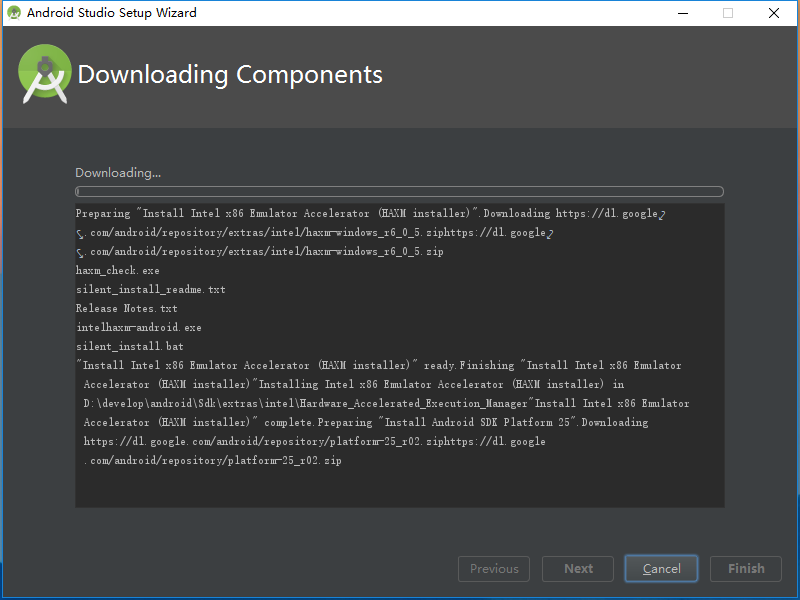 Android Studio Setup Wizard
Downloading Components
Downloading...
Preparing "Install Intel x86 Emulator Accelerator (HAXM installer)".Downloading https://dl.google
.com/android/repository/extras/intel/haxm-windows_r6_0_5.ziphttps://dl.google
.com/android/repository/extras/intel/haxm-windows_r6_0_5.zip
haxm_check.exe
silent_install_readme.txt
Release Notes.txt
intelhaxm-android.exe
silent_install.bat
"Install Intel x86 Emulator Accelerator (HAXM installer)" ready.Finishing "Install Intel x86 Emulator
Accelerator (HAXM installer)"Installing Intel x86 Emulator Accelerator (HAXM installer) in
D:\develop\android\Sdk\extras\intel\Hardware_Accelerated_Execution_Manager"Install Intel x86 Emulator
Accelerator (HAXM installer)" complete.Preparing "Install Android SDK Platform 25".Downloading
https://dl.google.com/android/repository/platform-25_r02.ziphttps://dl.google
.com/android/repository/platform-25_r02.zip
Previous Next Cancel Finish